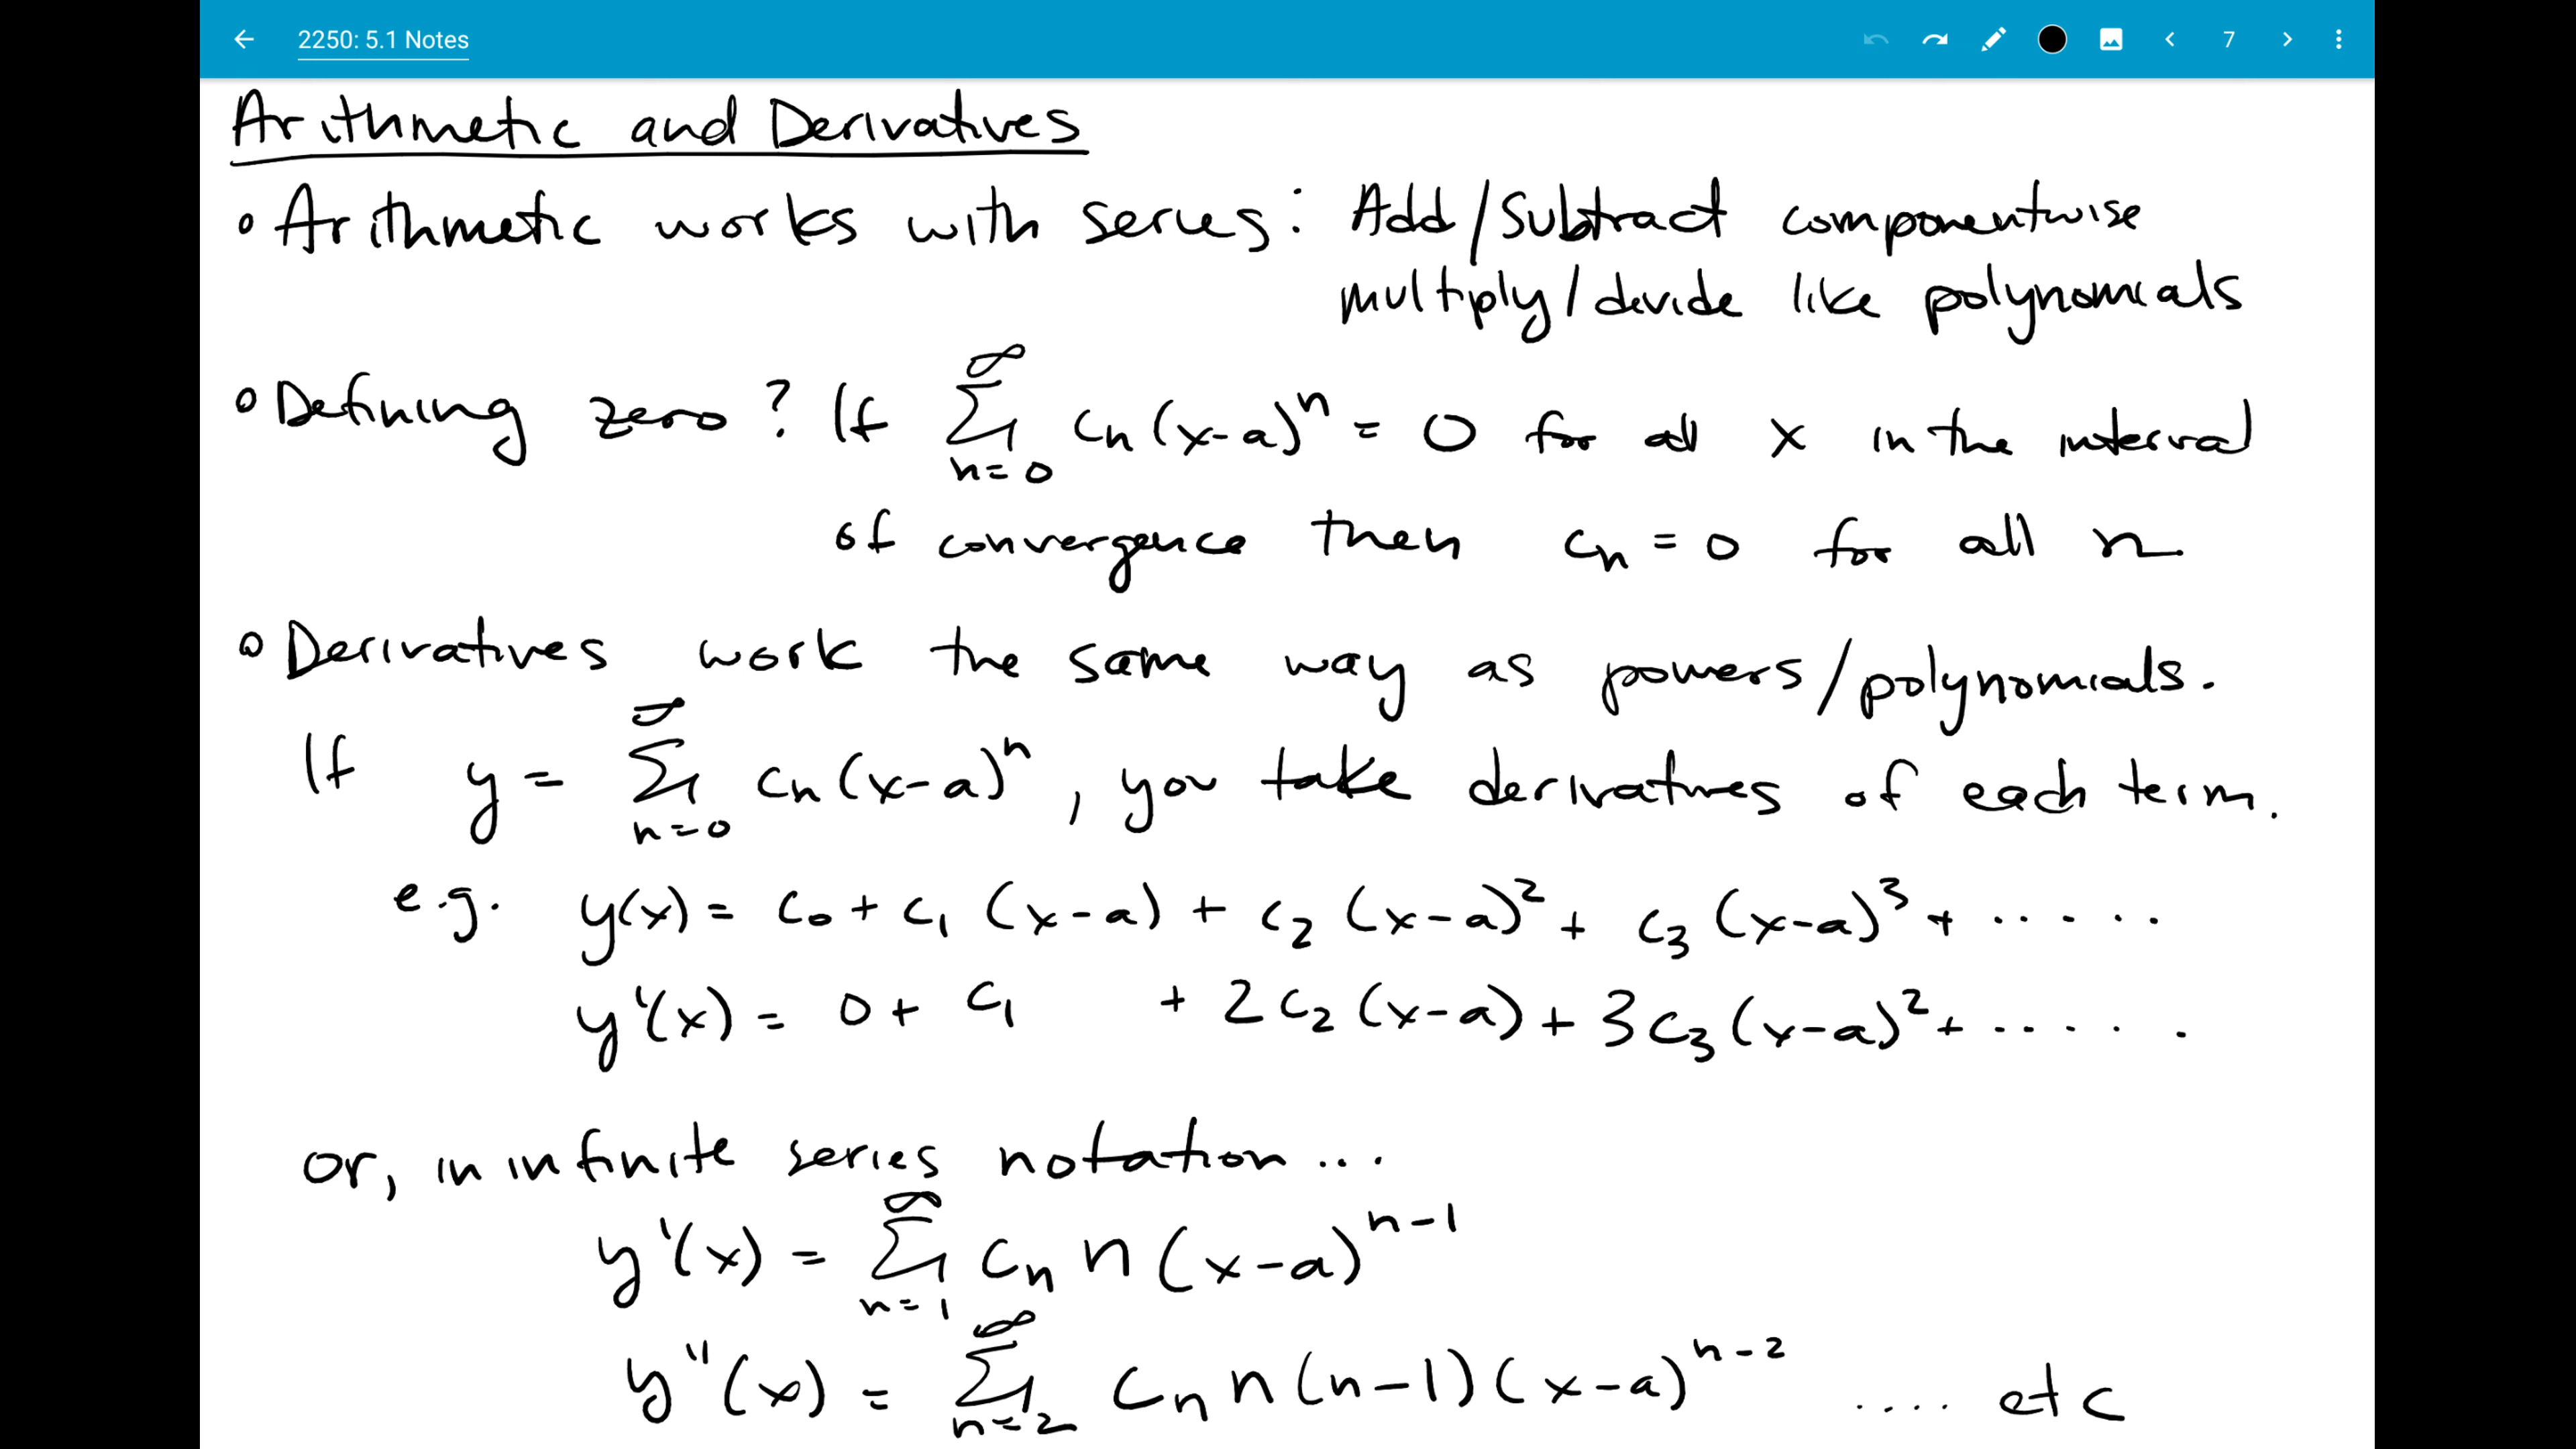 2250: 5.1 Notes
7
Arithmetic and Derivatives
∘ Arithmetic works with series: Add/Subtract componentwise
multiply/divide like polynomials
∘ Defining zero? If ∞∑n=0 cₙ(x-a)ⁿ = 0 for all x in the interval
of convergence then cₙ = 0 for all n
∘ Derivatives work the same way as powers/polynomials.
If y = ∞∑n=0 cₙ(x-a)ⁿ, you take derivatives of each term.
e.g. y(x) = c₀ + c₁ (x-a) + c₂ (x-a)² + c₃ (x-a)³ + .....
y'(x) = 0 + c₁ + 2c₂ (x-a) + 3c₃ (x-a)² + ......
or, in infinite series notation...
y'(x) = ∞∑n=1 cₙ n (x-a)ⁿ⁻¹
y''(x) = ∞∑n=2 cₙ n(n-1)(x-a)ⁿ⁻² .... etc